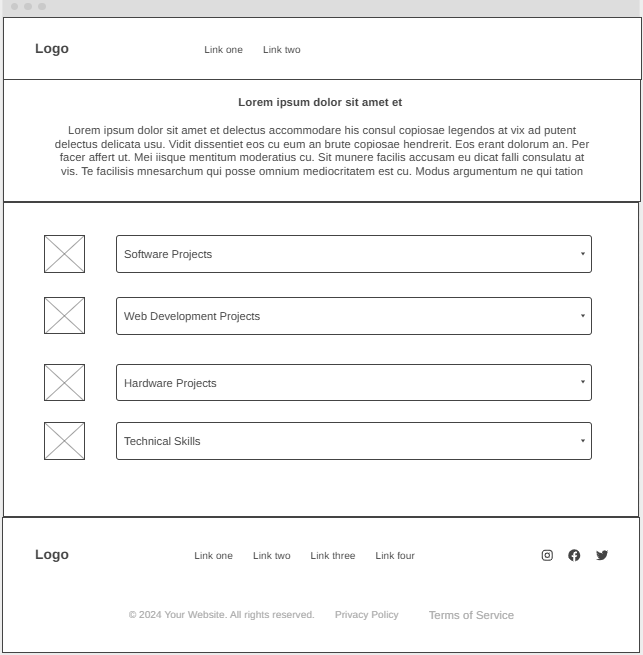 Logo
Link one Link two
Lorem ipsum dolor sit amet et
Lorem ipsum dolor sit amet et delectus accommodare his consul copiosae legendos at vix ad putent
delectus delicata usu. Vidit dissentiet eos cu eum an brute copiosae hendrerit. Eos erant dolorum an. Per
facer affert ut. Mei iisque mentitum moderatius cu. Sit munere facilis accusam eu dicat falli consulatu at
vis. Te facilisis mnesarchum qui posse omnium mediocritatem est cu. Modus argumentum ne qui tation
Software Projects
Web Development Projects
Hardware Projects
Technical Skills
Logo
Link one Link two Link three Link four
© 2024 Your Website. All rights reserved. Privacy Policy Terms of Service